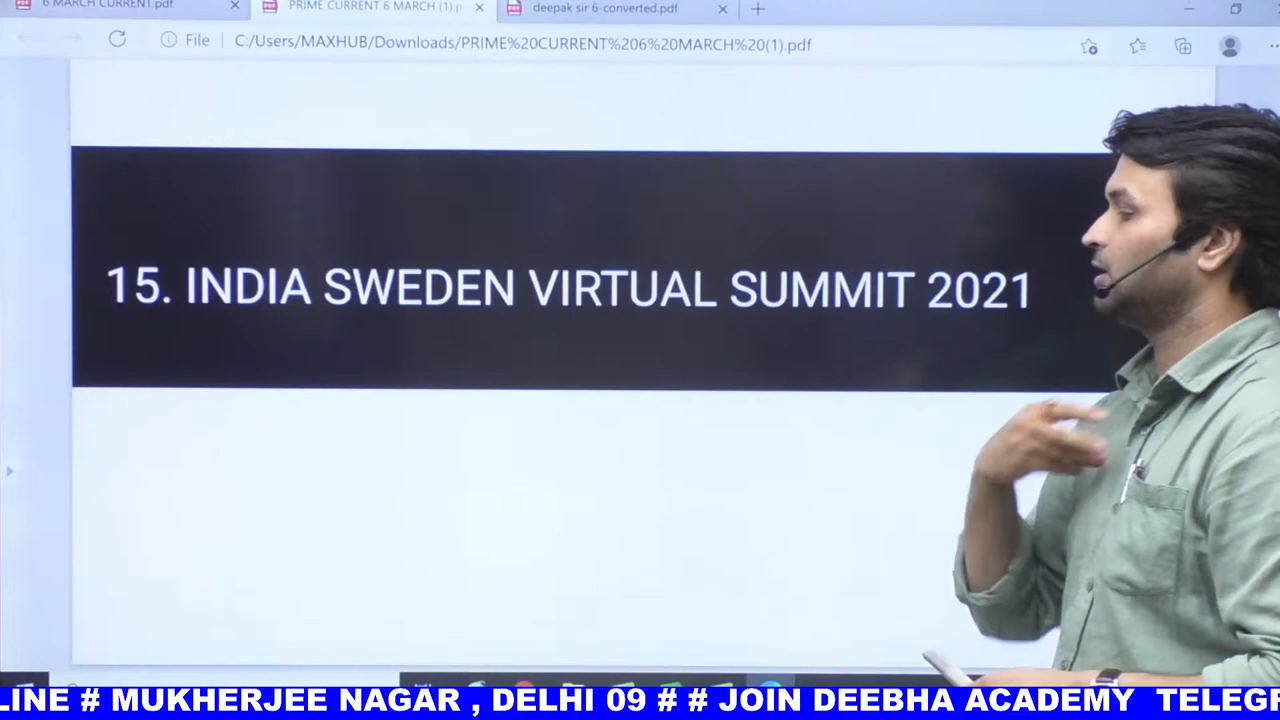 6 MARCH CURRENT.pdf
PRIME CURRENT 6 MARCH (1).p
deepak sir 6-converted.pdf
File
C:/Users/MAXHUB/Downloads/PRIME%20CURRENT%206%20MARCH%20(1).pdf
15. INDIA SWEDEN VIRTUAL SUMMIT 2021
LINE # MUKHERJEE NAGAR , DELHI 09 # # JOIN DEEBHA ACADEMY TELEGR